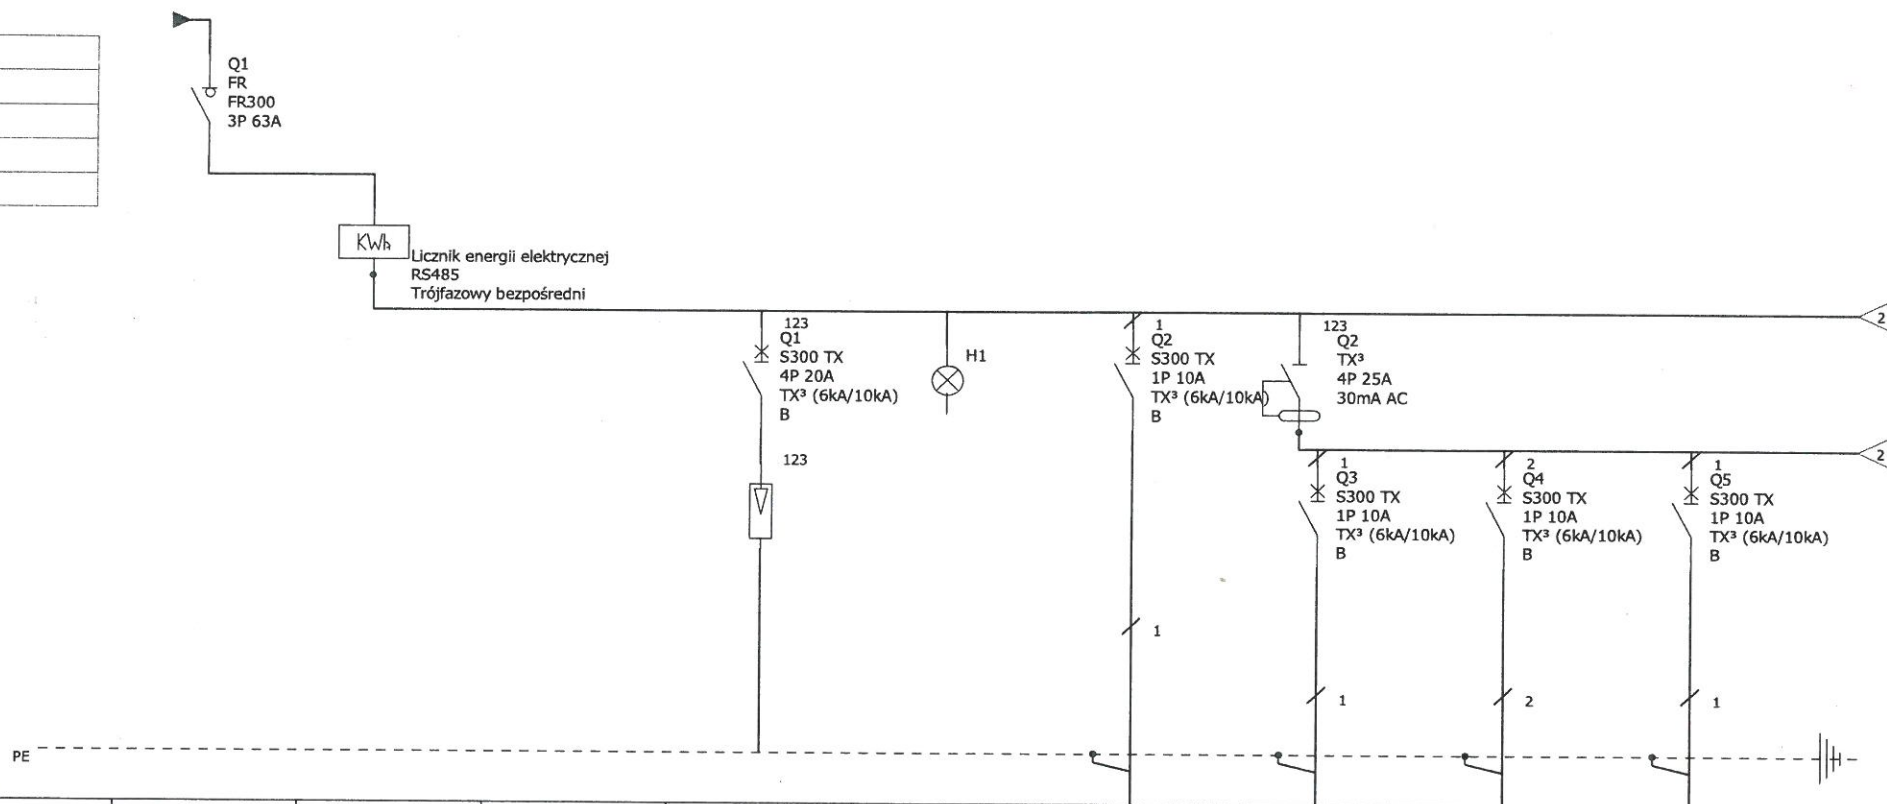 Q1
FR
FR300
3P 63A
KWh
Licznik energii elektrycznej
RS485
Trójfazowy bezpośredni
123
Q1
S300 TX
4P 20A
TX³ (6kA/10kA)
B
123
H1
1
Q2
S300 TX
1P 10A
TX³ (6kA/10kA)
B
1
123
Q2
TX³
4P 25A
30mA AC
2
2
1
Q3
S300 TX
1P 10A
TX³ (6kA/10kA)
B
1
2
Q4
S300 TX
1P 10A
TX³ (6kA/10kA)
B
2
1
Q5
S300 TX
1P 10A
TX³ (6kA/10kA)
B
1
PE